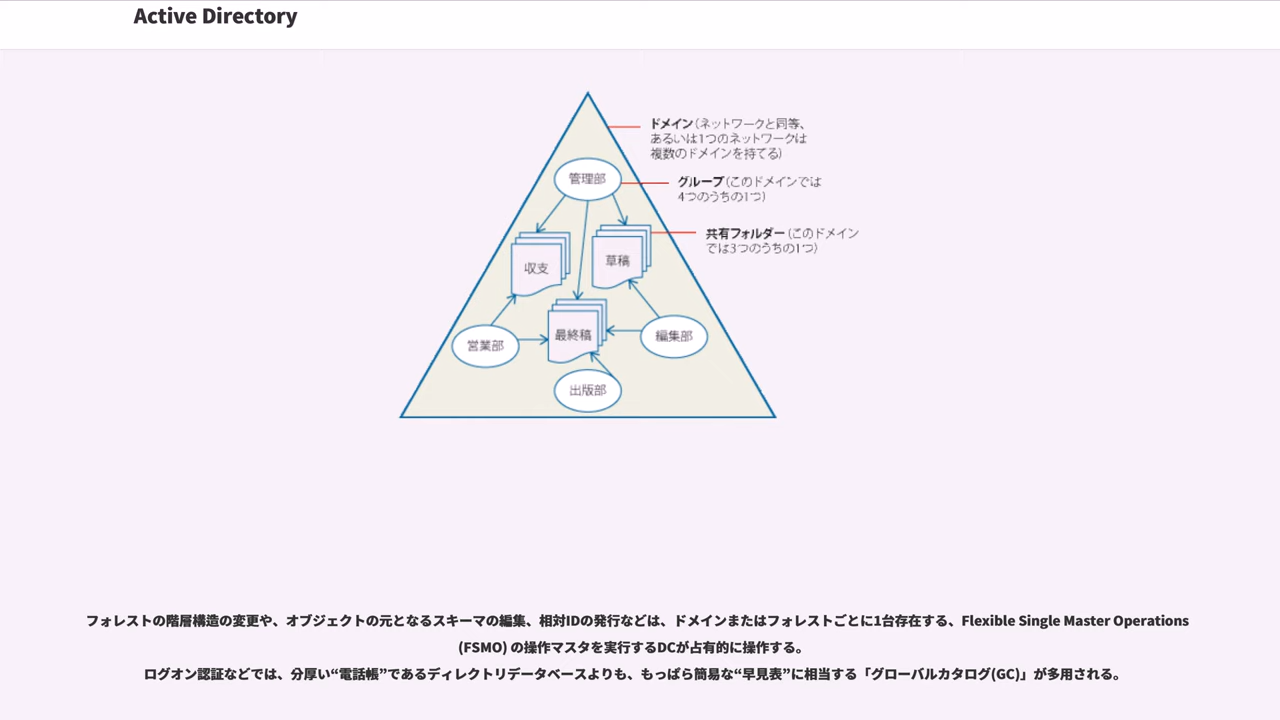 Active Directory
ドメイン(ネットワークと同等、
あるいは1つのネットワークは
複数のドメインを持てる)
管理部
グループ(このドメインでは
4つのうちの1つ)
共有フォルダー(このドメイン
では3つのうちの1つ)
収支
草稿
最終稿
営業部
編集部
出版部
フォレストの階層構造の変更や、オブジェクトの元となるスキーマの編集、相対IDの発行などは、ドメインまたはフォレストごとに1台存在する、Flexible Single Master Operations
(FSMO) の操作マスタを実行するDCが占有的に操作する。
ログオン認証などでは、分厚い“電話帳”であるディレクトリデータベースよりも、もっぱら簡易な“早見表”に相当する「グローバルカタログ(GC)」が多用される。